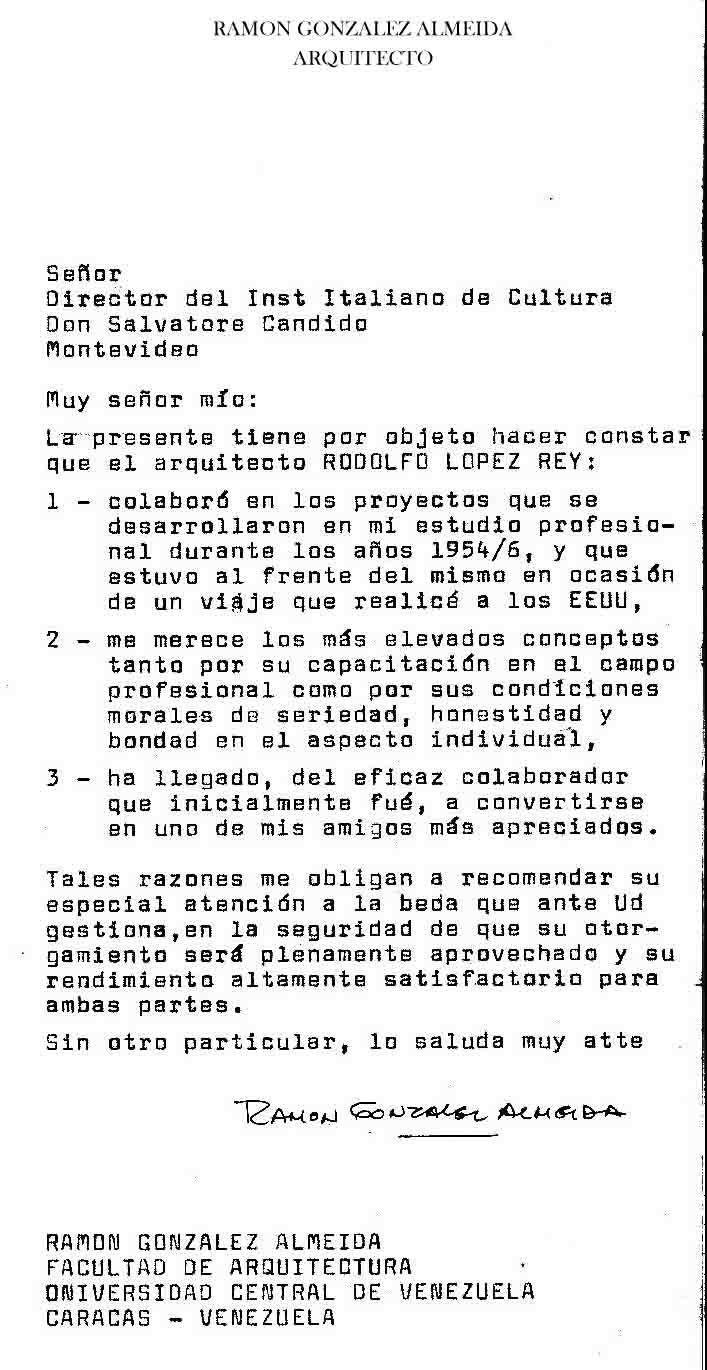 RAMON GONZALEZ ALMEIDA
ARQUITECTO
Señor
Director del Inst Italiano de Cultura
Don Salvatore Candido
Montevideo
Muy señor mío:
La presente tiene por objeto hacer constar
que el arquitecto RODOLFO LOPEZ REY:
1 - colaboró en los proyectos que se
desarrollaron en mi estudio profesio-
nal durante los años 1954/6, y que
estuvo al frente del mismo en ocasión
de un viaje que realicé a los EEUU,
2 - me merece los más elevados conceptos
tanto por su capacitación en el campo
profesional como por sus condiciones
morales de seriedad, honestidad y
bondad en el aspecto individual,
3 - ha llegado, del eficaz colaborador
que inicialmente fué, a convertirse
en uno de mis amigos más apreciados.
Tales razones me obligan a recomendar su
especial atención a la beda que ante Ud
gestiona,en la seguridad de que su otor-
gamiento será plenamente aprovechado y su
rendimiento altamente satisfactorio para
ambas partes.
Sin otro particular, lo saluda muy atte
RAMON GONZALEZ ALMEIDA
RAMON GONZALEZ ALMEIDA
FACULTAD DE ARQUITECTURA
UNIVERSIDAD CENTRAL DE VENEZUELA
CARACAS - VENEZUELA